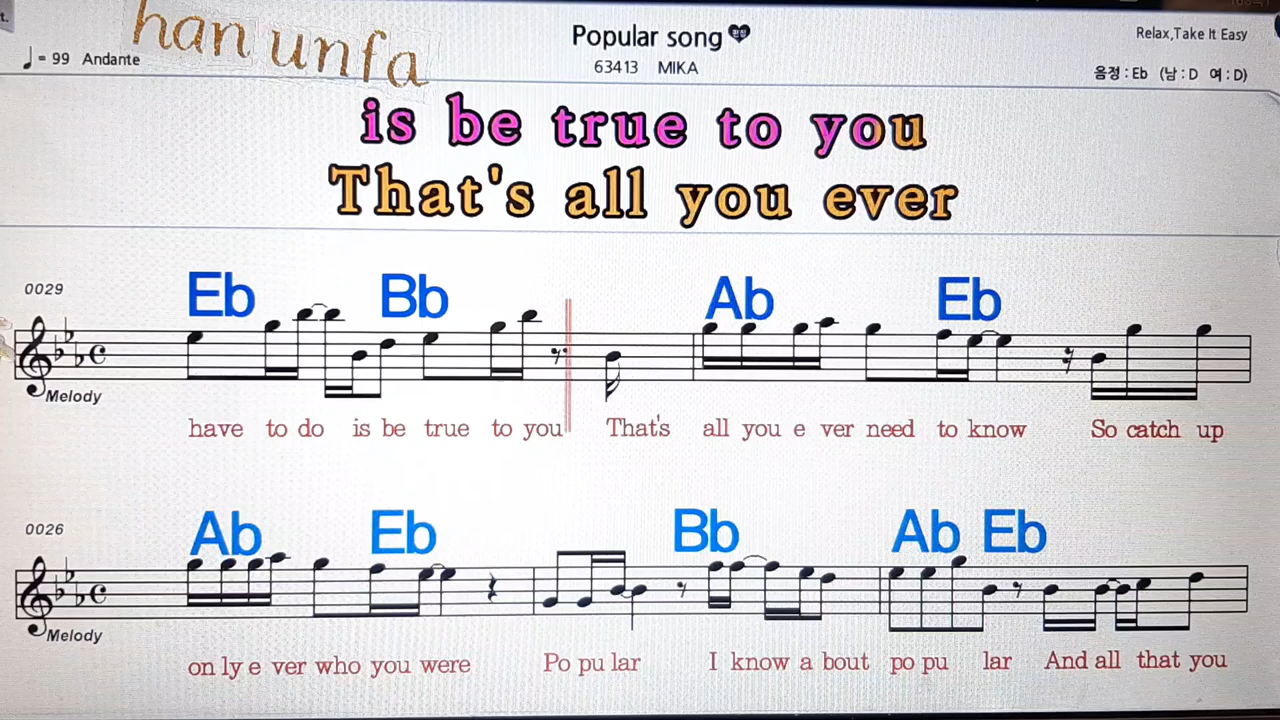 han unfa
Popular song
Relax,Take It Easy
= 99 Andante
63413 MIKA
음정 : Eb (남 : D 여 : D)
is be true to you
That's all you ever
0029
Eb Bb Ab Eb
Melody
have to do is be true to you That's all you e ver need to know So catch up
0026
Ab Eb Bb Ab Eb
Melody
on ly e ver who you were Po pu lar I know a bout po pu lar And all that you